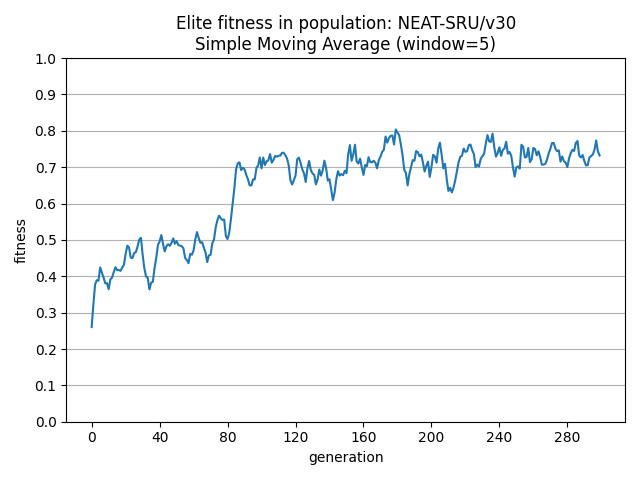 Elite fitness in population: NEAT-SRU/v30
Simple Moving Average (window=5)
1.0
0.9
0.8
0.7
0.6
0.5
0.4
0.3
0.2
0.1
0.0
fitness
0 40 80 120 160 200 240 280
generation